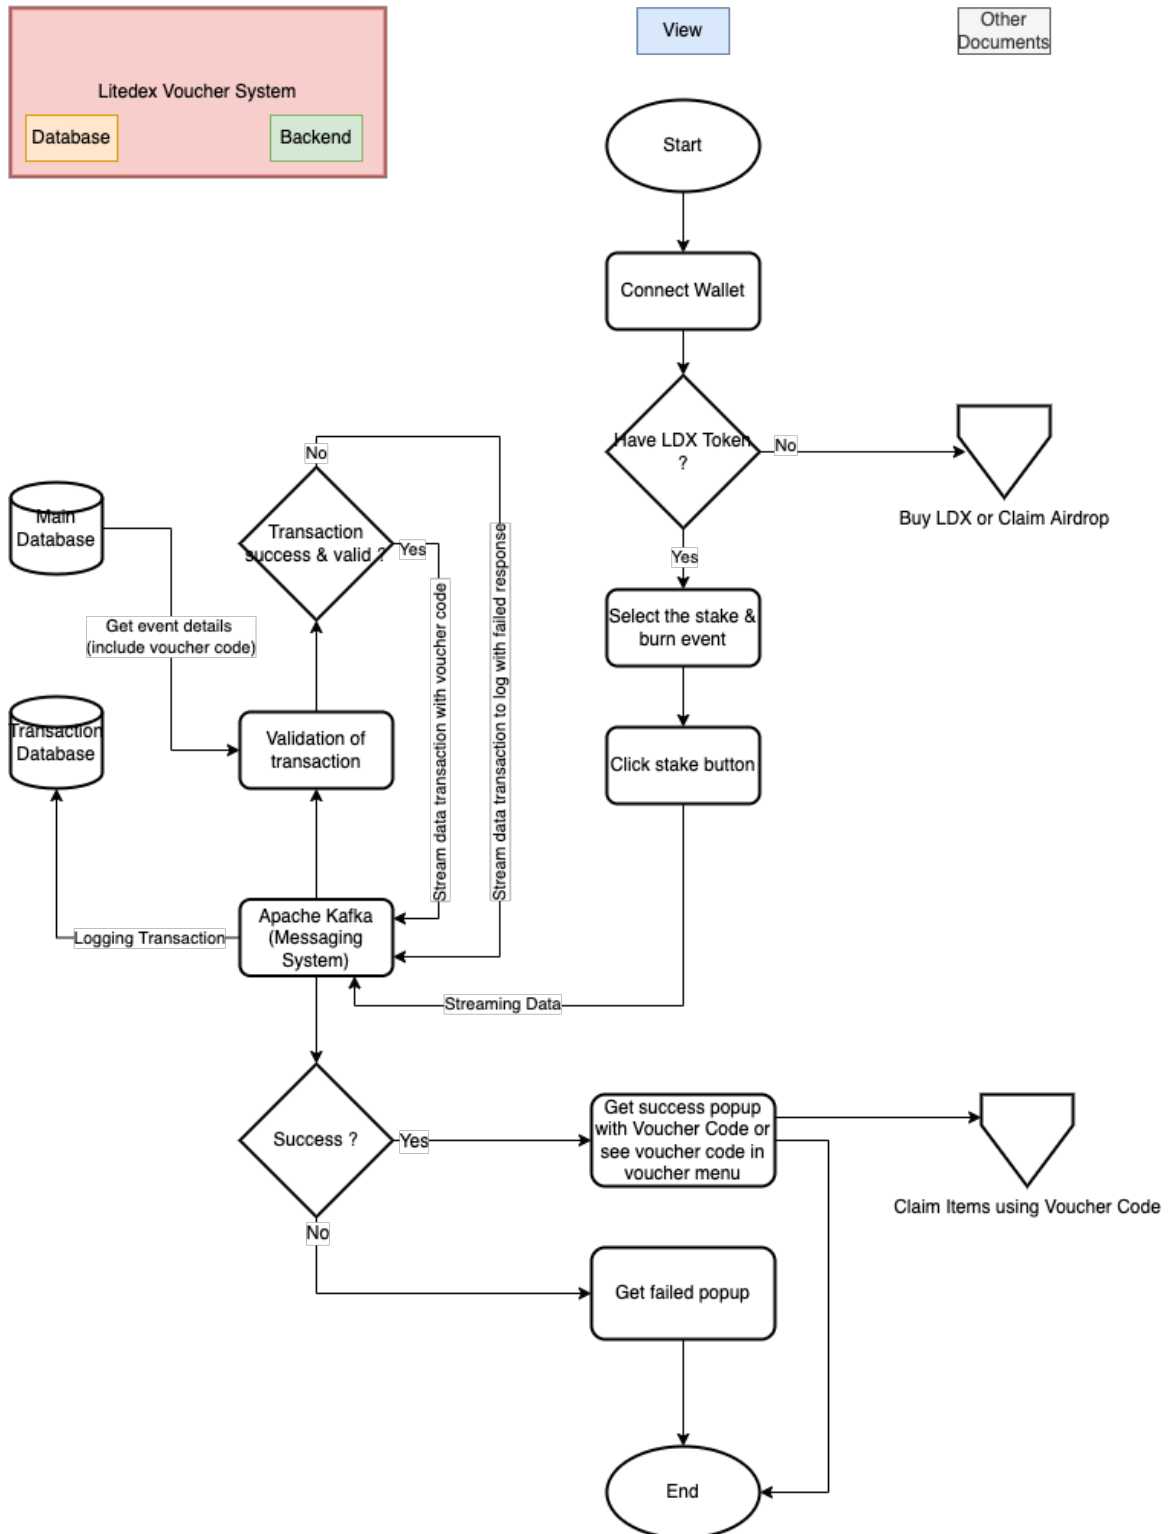 Litedex Voucher System
Database
Backend
View
Other
Documents
Start
Connect Wallet
Have LDX Token
?
No
Buy LDX or Claim Airdrop
Yes
Select the stake &
burn event
Click stake button
Streaming Data
No
Transaction
success & valid ?
Yes
Stream data transaction with voucher code
Stream data transaction to log with failed response
Main
Database
Get event details
(include voucher code)
Transaction
Database
Validation of
transaction
Apache Kafka
(Messaging
System)
Logging Transaction
Success ?
Yes
Get success popup
with Voucher Code or
see voucher code in
voucher menu
Claim Items using Voucher Code
No
Get failed popup
End